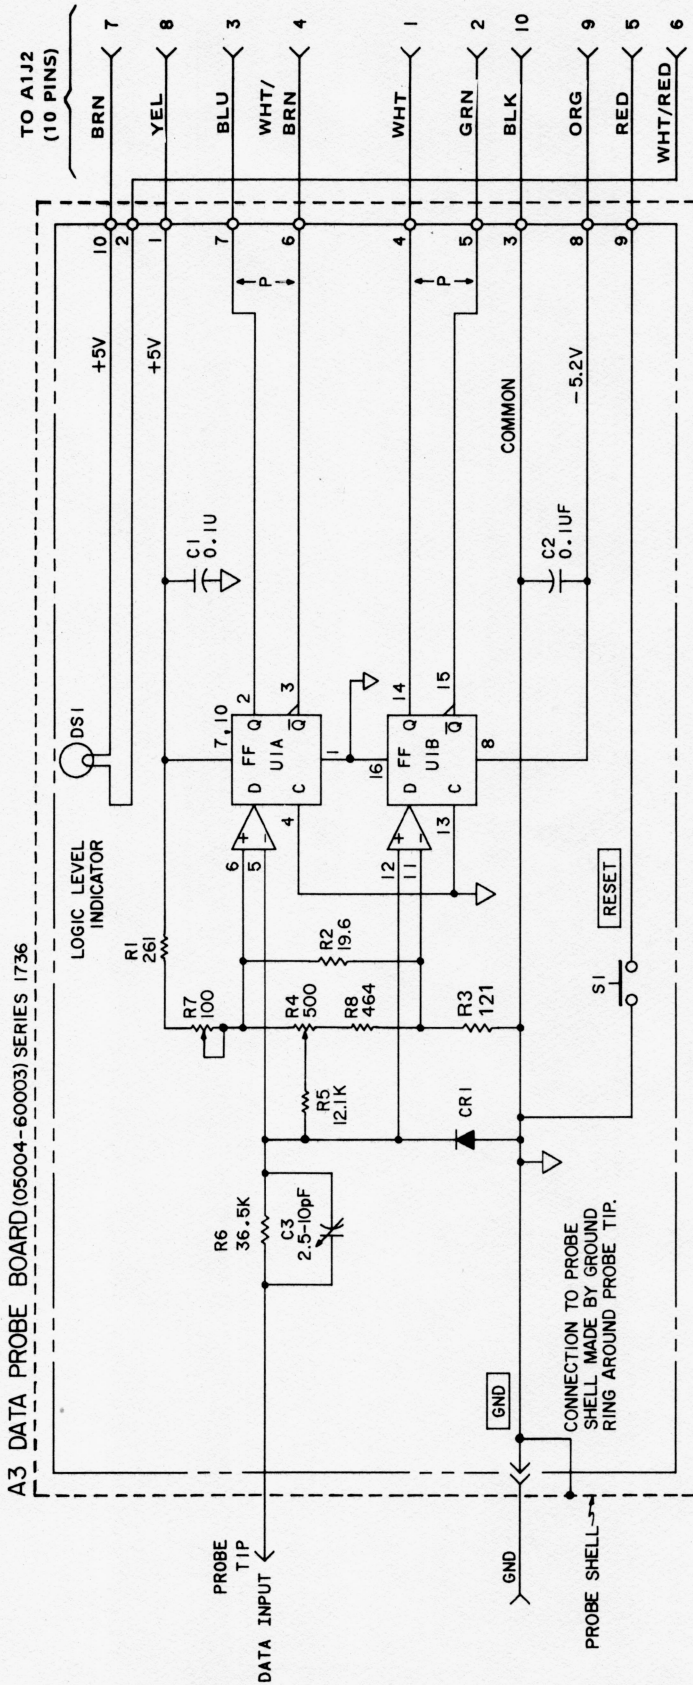 A3 DATA PROBE BOARD (05004-60003) SERIES 1736
TO A1J2
(10 PINS)
BRN 7
YEL 8
BLU 3
WHT/
BRN 4
WHT 1
GRN 2
BLK 10
ORG 9
RED 5
WHT/RED 6
10
2
1
7
6
4
5
3
8
9
+5V
+5V
P
P
COMMON
-5.2V
LOGIC LEVEL
INDICATOR
DS1
C1
0.1U
C2
0.1UF
R1
261
R7
100
R4
500
R8
464
R2
19.6
R3
121
R5
12.1K
R6
36.5K
C3
2.5-10pF
CR1
7,10
FF
D
Q
U1A
C
Q̅
6
+
5
-
4
2
3
1
16
FF
D
Q
U1B
C
Q̅
12
+
11
-
13
14
15
8
S1
RESET
GND
CONNECTION TO PROBE
SHELL MADE BY GROUND
RING AROUND PROBE TIP.
PROBE
TIP
DATA INPUT
GND
PROBE SHELL